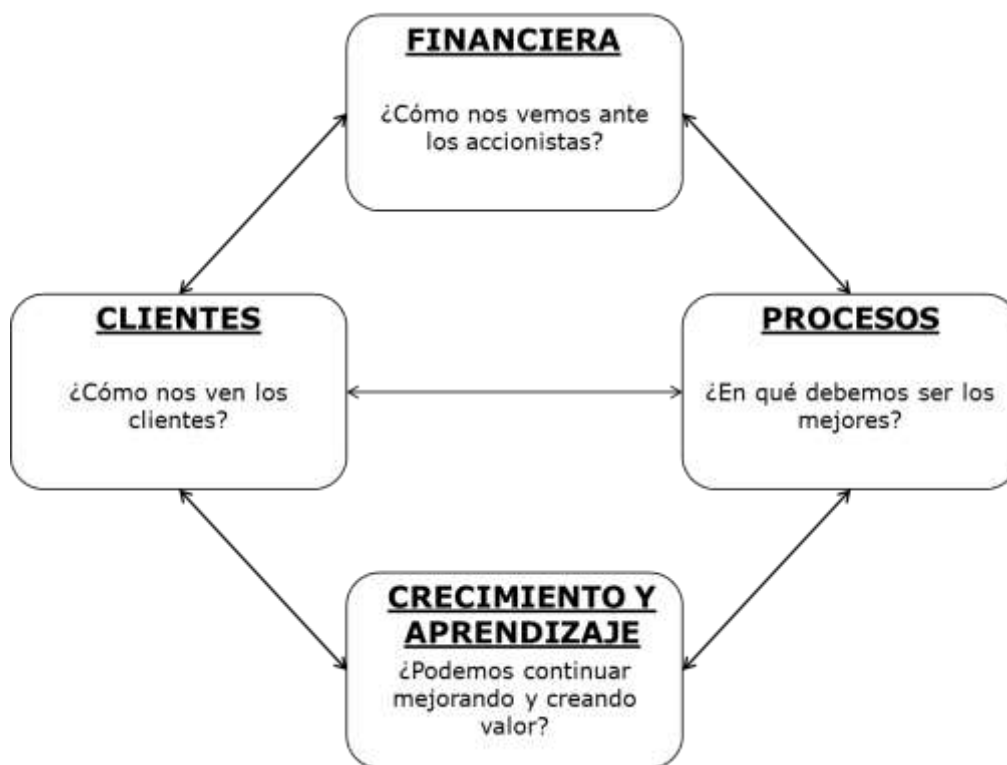 FINANCIERA
¿Cómo nos vemos ante
los accionistas?
CLIENTES
¿Cómo nos ven los
clientes?
PROCESOS
¿En qué debemos ser los
mejores?
CRECIMIENTO Y
APRENDIZAJE
¿Podemos continuar
mejorando y creando
valor?